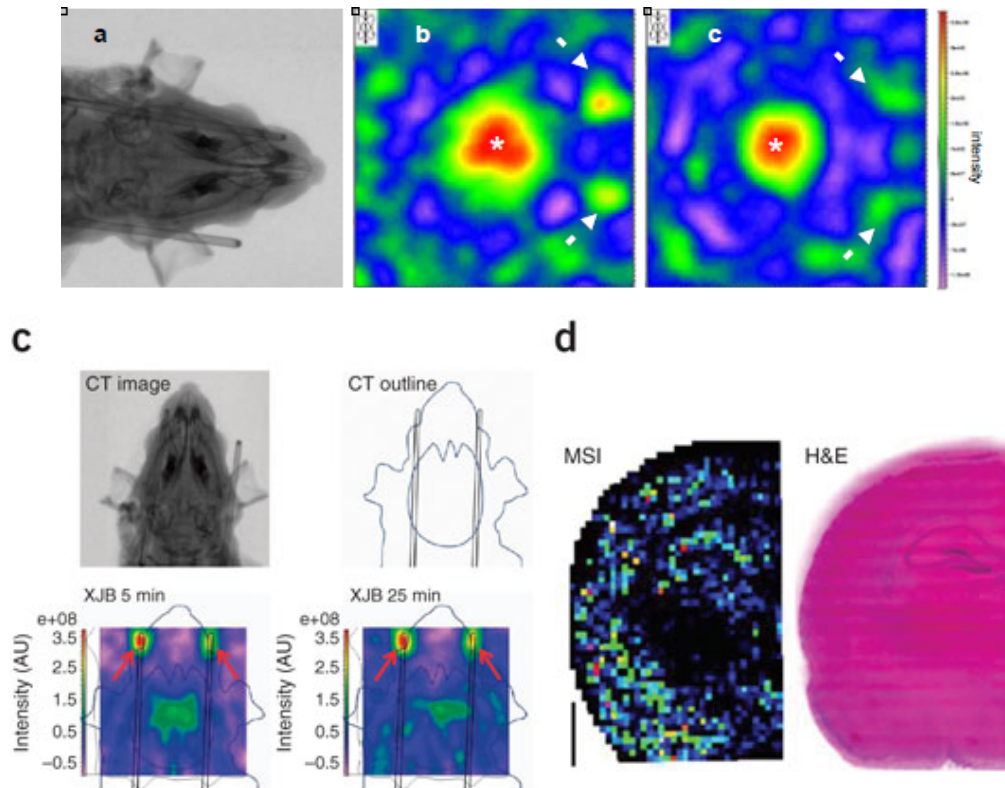 a
b
c
*
*
intensity
c
d
CT image
CT outline
MSI
H&E
XJB 5 min
XJB 25 min
e+08
3.5
2.5
1.5
0.5
−0.5
Intensity (AU)
e+08
3.5
2.5
1.5
0.5
−0.5
Intensity (AU)